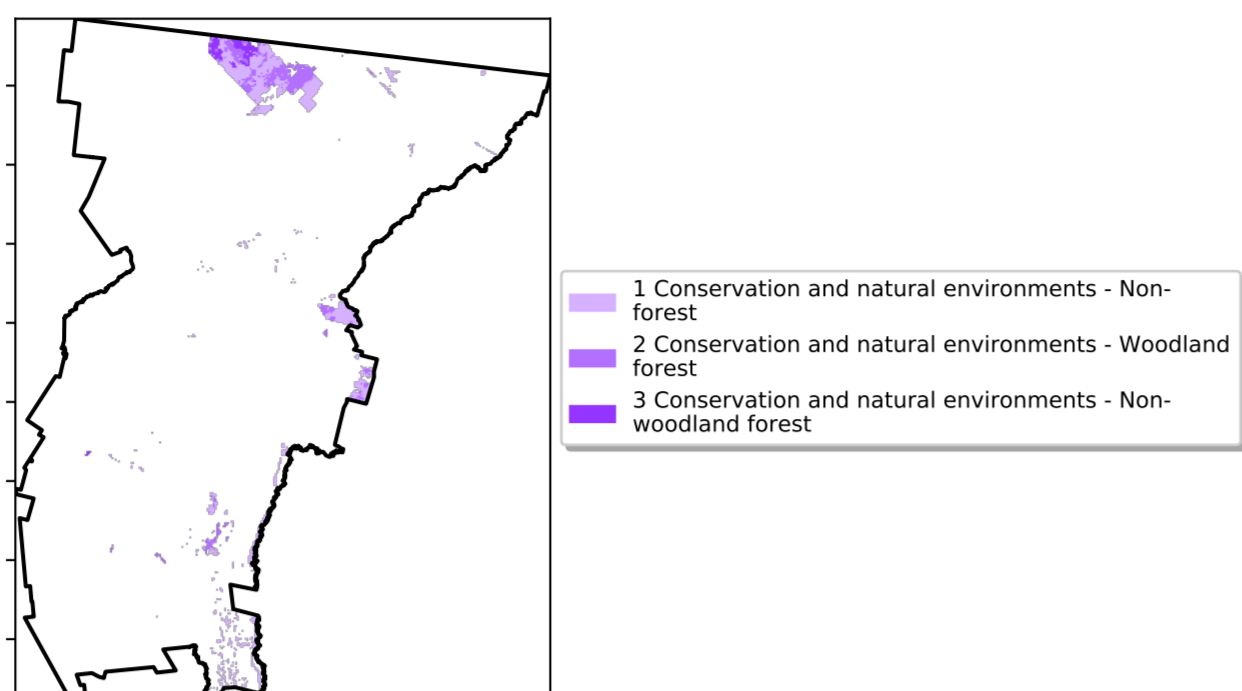 1 Conservation and natural environments - Non-
forest
2 Conservation and natural environments - Woodland
forest
3 Conservation and natural environments - Non-
woodland forest